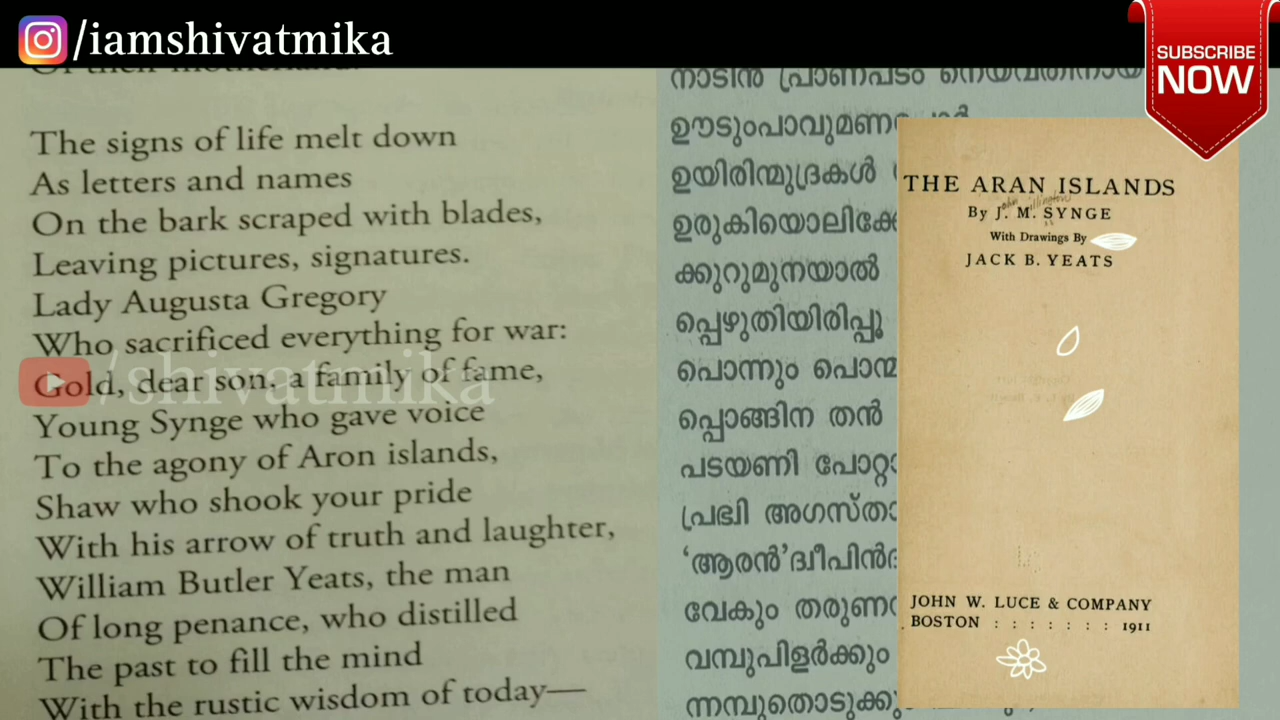 /iamshivatmika
SUBSCRIBE
NOW
The signs of life melt down
As letters and names
On the bark scraped with blades,
Leaving pictures, signatures.
Lady Augusta Gregory
Who sacrificed everything for war:
Gold, dear son, a family of fame,
Young Synge who gave voice
To the agony of Aron islands,
Shaw who shook your pride
With his arrow of truth and laughter,
William Butler Yeats, the man
Of long penance, who distilled
The past to fill the mind
With the rustic wisdom of today—
/shivatmika
നാടിൻ പ്രാണപടം നെയ്‌വതിനായ്
ഊടുംപാവുമണ
ഉയിരിന്മുദ്രകൾ
ഉരുകിയൊലിക്കേ
ക്കുറുമുനയാൽ
പ്പെഴുതിയിരിപ്പൂ
പൊന്നും പൊന്മ
പ്പൊങ്ങിന തൻ
പടയണി പോറ്റാ
പ്രഭ്വി അഗസ്താ
‘ആരൻ’ദ്വീപിൻദ
വേകും തരുണ
വമ്പുപിളർക്കും
ന്നമ്പുതൊടുക്കു
THE ARAN ISLANDS
By J. M. SYNGE
With Drawings By
JACK B. YEATS
JOHN W. LUCE & COMPANY
BOSTON : : : : : : : 1911